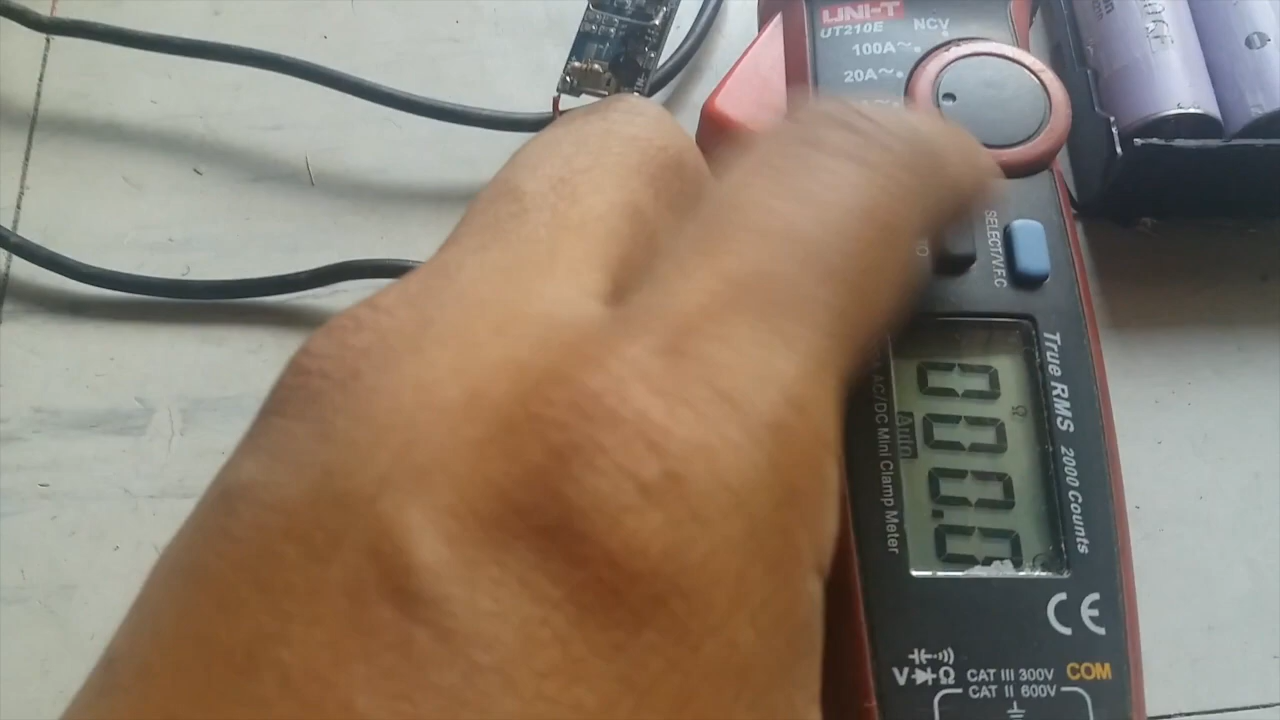 UNI-T
UT210E
NCV
100A~
20A~
SELECT/V.F.C
True RMS 2000 Counts
Auto
Ω
00.00
AC/DC Mini Clamp Meter
CE
V Ω
CAT III 300V
COM
CAT II 600V